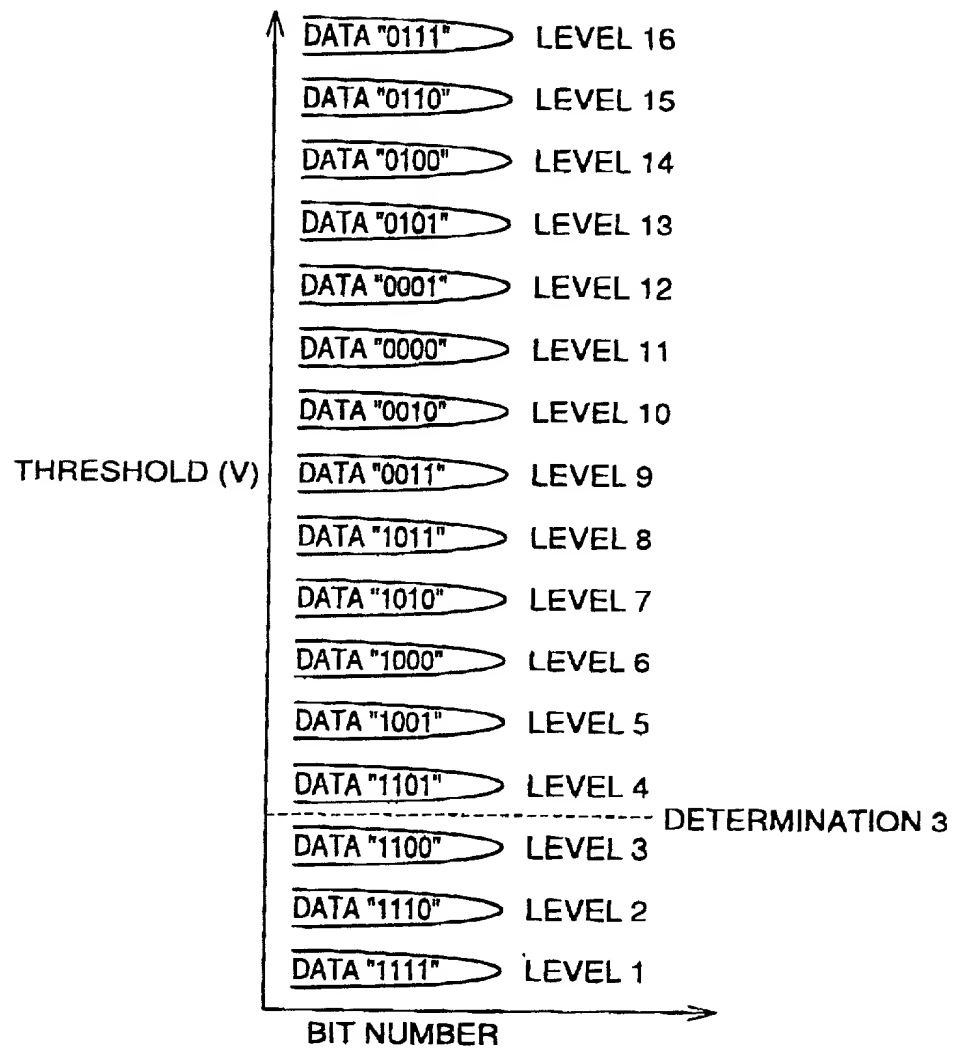 DATA "0111" LEVEL 16
DATA "0110" LEVEL 15
DATA "0100" LEVEL 14
DATA "0101" LEVEL 13
DATA "0001" LEVEL 12
DATA "0000" LEVEL 11
DATA "0010" LEVEL 10
THRESHOLD (V)
DATA "0011" LEVEL 9
DATA "1011" LEVEL 8
DATA "1010" LEVEL 7
DATA "1000" LEVEL 6
DATA "1001" LEVEL 5
DATA "1101" LEVEL 4
DETERMINATION 3
DATA "1100" LEVEL 3
DATA "1110" LEVEL 2
DATA "1111" LEVEL 1
BIT NUMBER